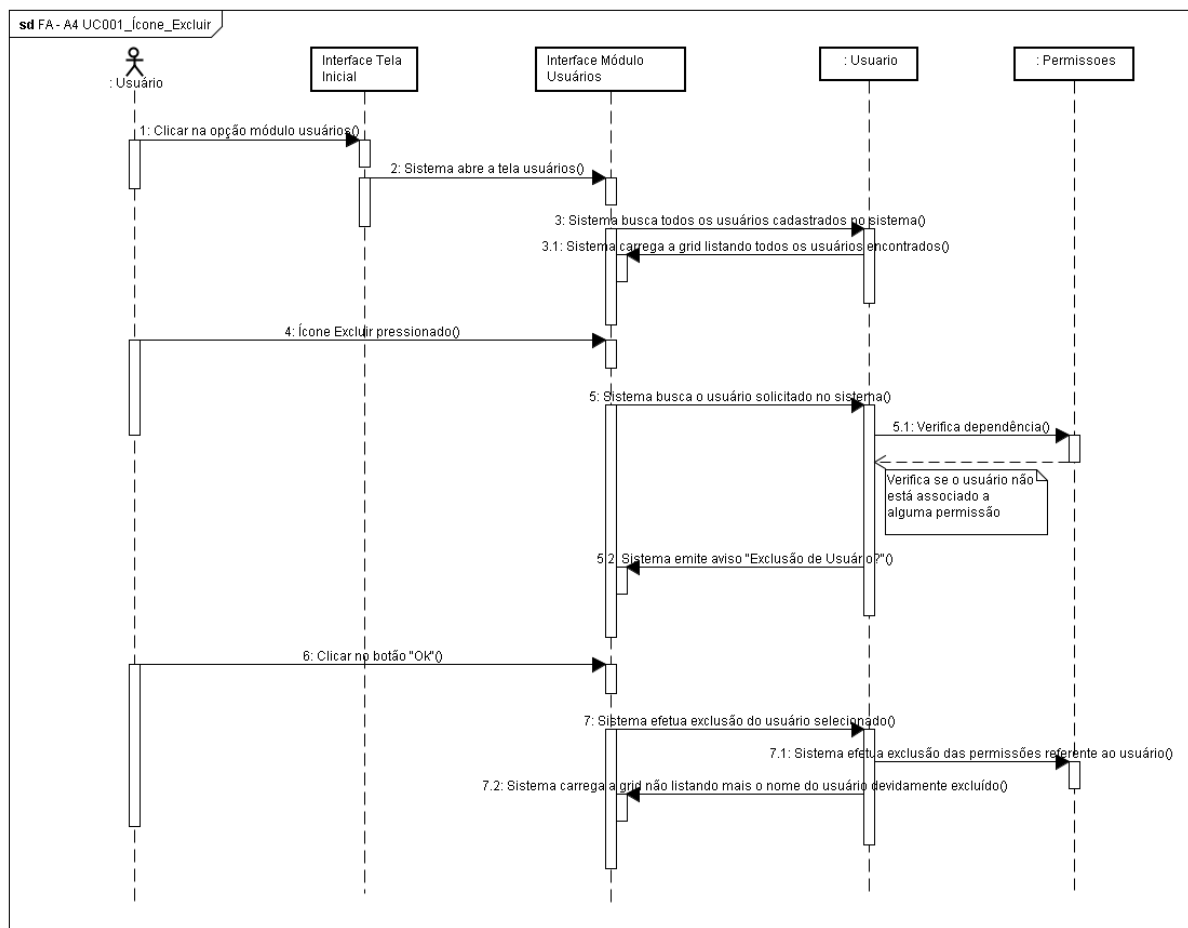 sd FA - A4 UC001_Ícone_Excluir
: Usuário
Interface Tela
Inicial
Interface Módulo
Usuários
: Usuario
: Permissoes
1: Clicar na opção módulo usuários()
2: Sistema abre a tela usuários()
3: Sistema busca todos os usuários cadastrados no sistema()
3.1: Sistema carrega a grid listando todos os usuários encontrados()
4: Ícone Excluir pressionado()
5: Sistema busca o usuário solicitado no sistema()
5.1: Verifica dependência()
Verifica se o usuário não
está associado a
alguma permissão
5.2: Sistema emite aviso "Exclusão de Usuário?"()
6: Clicar no botão "Ok"()
7: Sistema efetua exclusão do usuário selecionado()
7.1: Sistema efetua exclusão das permissões referente ao usuário()
7.2: Sistema carrega a grid não listando mais o nome do usuário devidamente excluído()